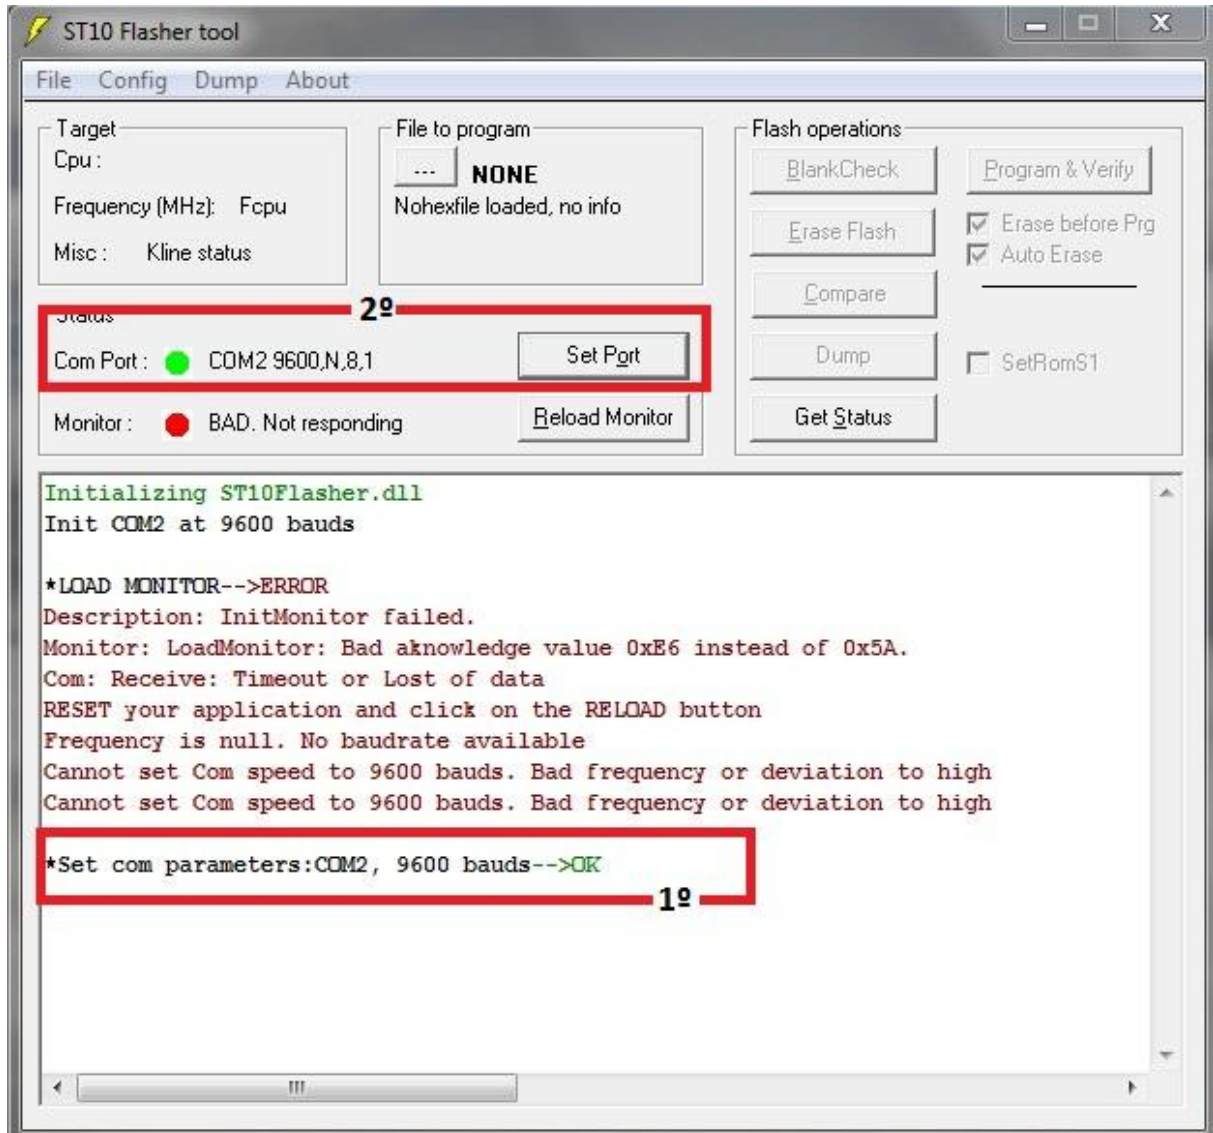 ST10 Flasher tool
File Config Dump About
Target
Cpu :
Frequency (MHz): Fcpu
Misc : Kline status
File to program
... NONE
Nohexfile loaded, no info
Flash operations
BlankCheck
Program & Verify
Erase Flash
Erase before Prg
Auto Erase
Compare
Dump
SetRomS1
Get Status
2º
Status
Com Port : COM2 9600,N,8,1
Set Port
Monitor : BAD. Not responding
Reload Monitor
Initializing ST10Flasher.dll
Init COM2 at 9600 bauds
*LOAD MONITOR-->ERROR
Description: InitMonitor failed.
Monitor: LoadMonitor: Bad aknowledge value 0xE6 instead of 0x5A.
Com: Receive: Timeout or Lost of data
RESET your application and click on the RELOAD button
Frequency is null. No baudrate available
Cannot set Com speed to 9600 bauds. Bad frequency or deviation to high
Cannot set Com speed to 9600 bauds. Bad frequency or deviation to high
*Set com parameters:COM2, 9600 bauds-->OK
1º